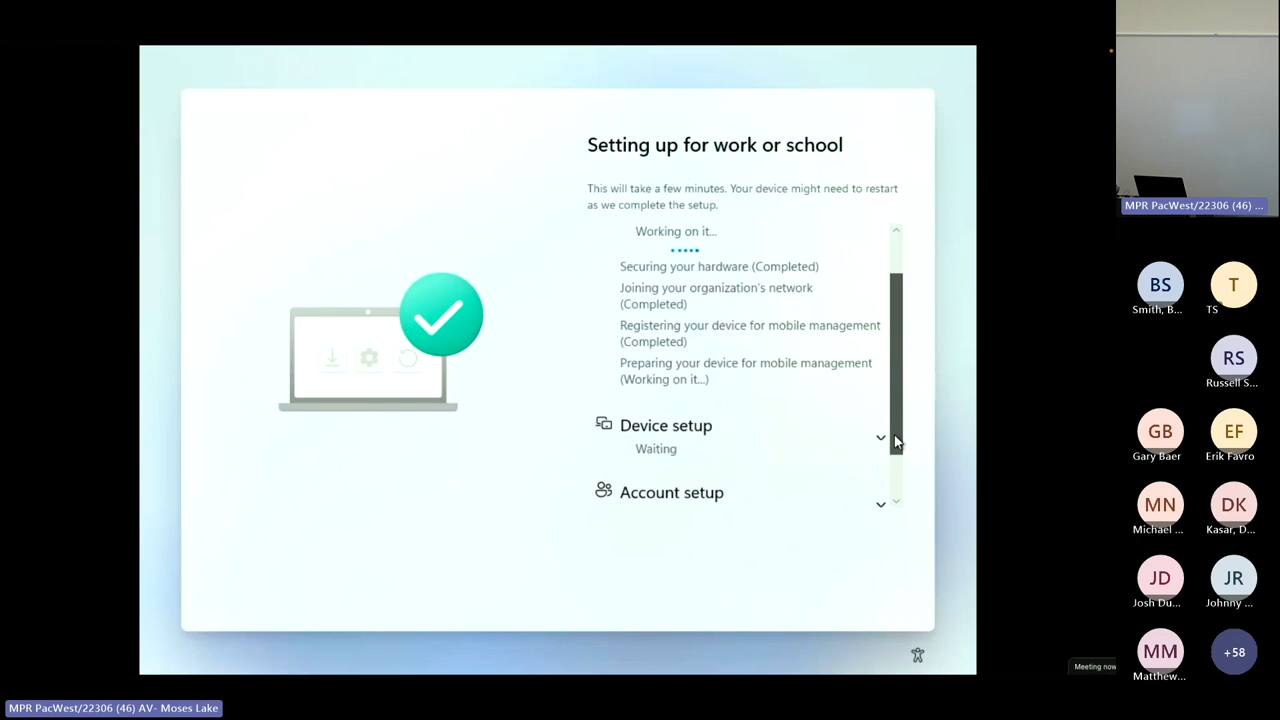 Setting up for work or school
This will take a few minutes. Your device might need to restart
as we complete the setup.
Working on it...
Securing your hardware (Completed)
Joining your organization's network
(Completed)
Registering your device for mobile management
(Completed)
Preparing your device for mobile management
(Working on it...)
Device setup
Waiting
Account setup
MPR PacWest/22306 (46) ...
BS
Smith, B...
T
TS
RS
Russell S...
GB
Gary Baer
EF
Erik Favro
MN
Michael ...
DK
Kasar, D...
JD
Josh Du...
JR
Johnny ...
MM
Matthew...
+58
Meeting now
MPR PacWest/22306 (46) AV- Moses Lake